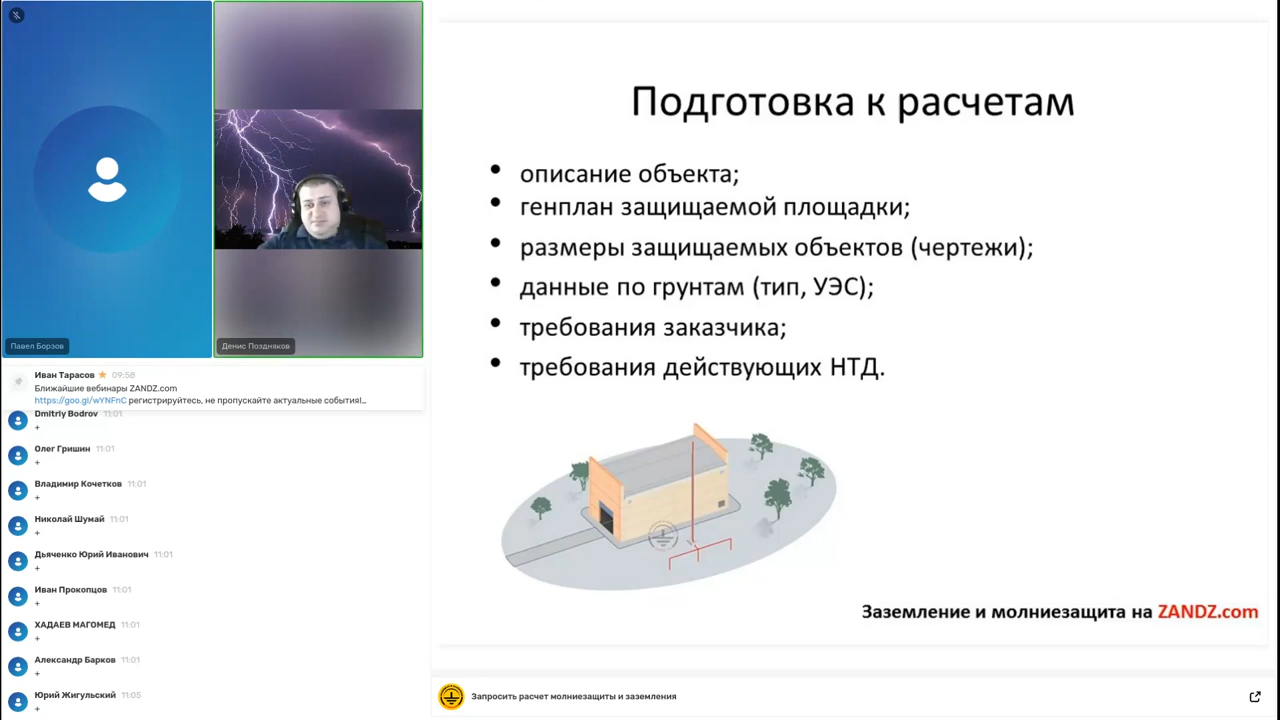 Павел Борзов
Денис Поздняков
Иван Тарасов 09:58
Ближайшие вебинары ZANDZ.com
https://goo.gl/wYNFnC регистрируйтесь, не пропускайте актуальные события!…
Dmitriy Bodrov 11:01
+
Олег Гришин 11:01
+
Владимир Кочетков 11:01
+
Николай Шумай 11:01
+
Дьяченко Юрий Иванович 11:01
+
Иван Прокопцов 11:01
+
ХАДАЕВ МАГОМЕД 11:01
+
Александр Барков 11:01
+
Юрий Жигульский 11:05
+
Подготовка к расчетам
• описание объекта;
• генплан защищаемой площадки;
• размеры защищаемых объектов (чертежи);
• данные по грунтам (тип, УЭС);
• требования заказчика;
• требования действующих НТД.
Заземление и молниезащита на ZANDZ.com
Запросить расчет молниезащиты и заземления